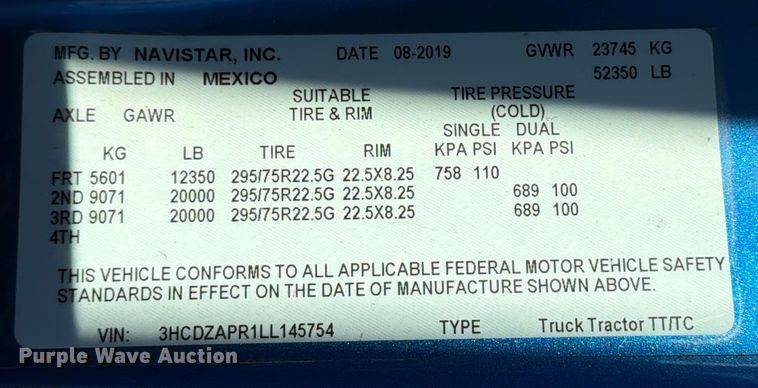 MFG. BY NAVISTAR, INC. DATE 08-2019 GVWR 23745 KG
ASSEMBLED IN MEXICO 52350 LB
SUITABLE TIRE PRESSURE
AXLE GAWR TIRE & RIM (COLD)
SINGLE DUAL
KG LB TIRE RIM KPA PSI KPA PSI
FRT 5601 12350 295/75R22.5G 22.5X8.25 758 110
2ND 9071 20000 295/75R22.5G 22.5X8.25 689 100
3RD 9071 20000 295/75R22.5G 22.5X8.25 689 100
4TH
THIS VEHICLE CONFORMS TO ALL APPLICABLE FEDERAL MOTOR VEHICLE SAFETY
STANDARDS IN EFFECT ON THE DATE OF MANUFACTURE SHOWN ABOVE.
VIN: 3HCDZAPR1LL145754 TYPE Truck Tractor TT/TC
Purple Wave Auction